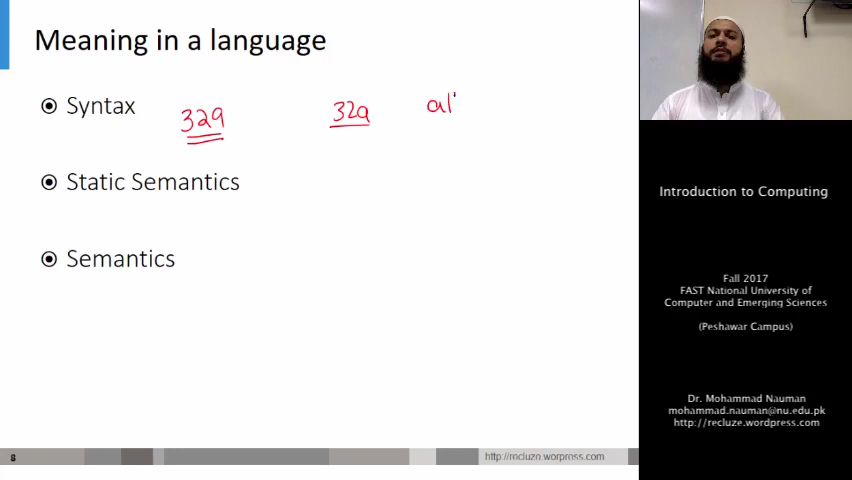 Meaning in a language
Syntax 329 32a al
Static Semantics
Semantics
8
http://recluze.worpress.com
Introduction to Computing
Fall 2017
FAST National University of
Computer and Emerging Sciences
(Peshawar Campus)
Dr. Mohammad Nauman
mohammad.nauman@nu.edu.pk
http://recluze.wordpress.com